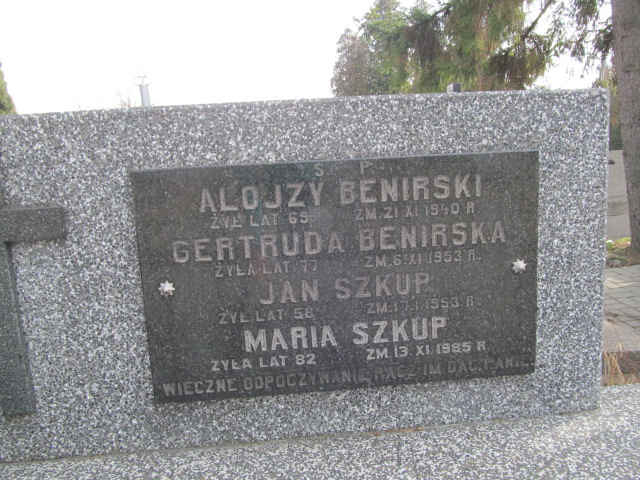 Ś P
ALOJZY BENIRSKI
ŻYŁ LAT 69 ZM. 21 XI 1940 R.
GERTRUDA BENIRSKA
ŻYŁA LAT 77 ZM. 6 XI 1953 R.
JAN SZKUP
ŻYŁ LAT 58 ZM. 17 I 1953 R.
MARIA SZKUP
ŻYŁA LAT 82 ZM. 13 XI 1985 R.
WIECZNE ODPOCZYWANIE RACZ IM DAĆ PANIE